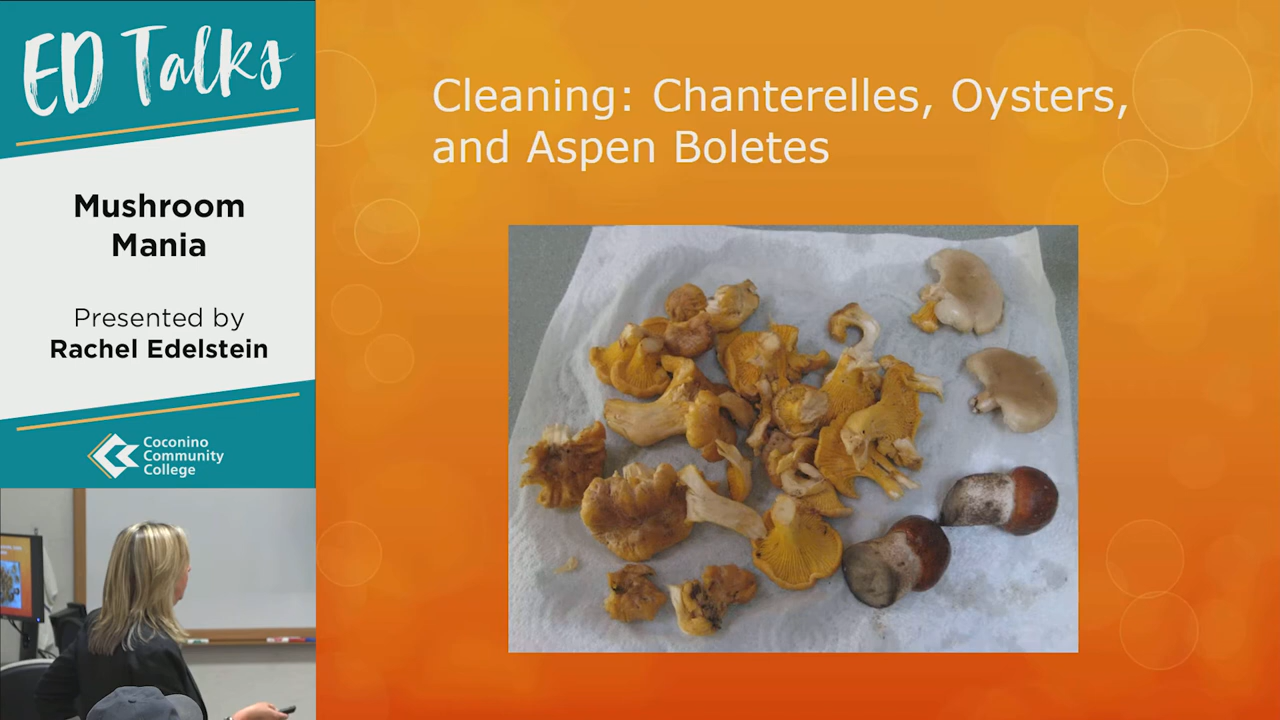 ED Talks
Mushroom
Mania
Presented by
Rachel Edelstein
Coconino
Community
College
Cleaning: Chanterelles, Oysters,
and Aspen Boletes